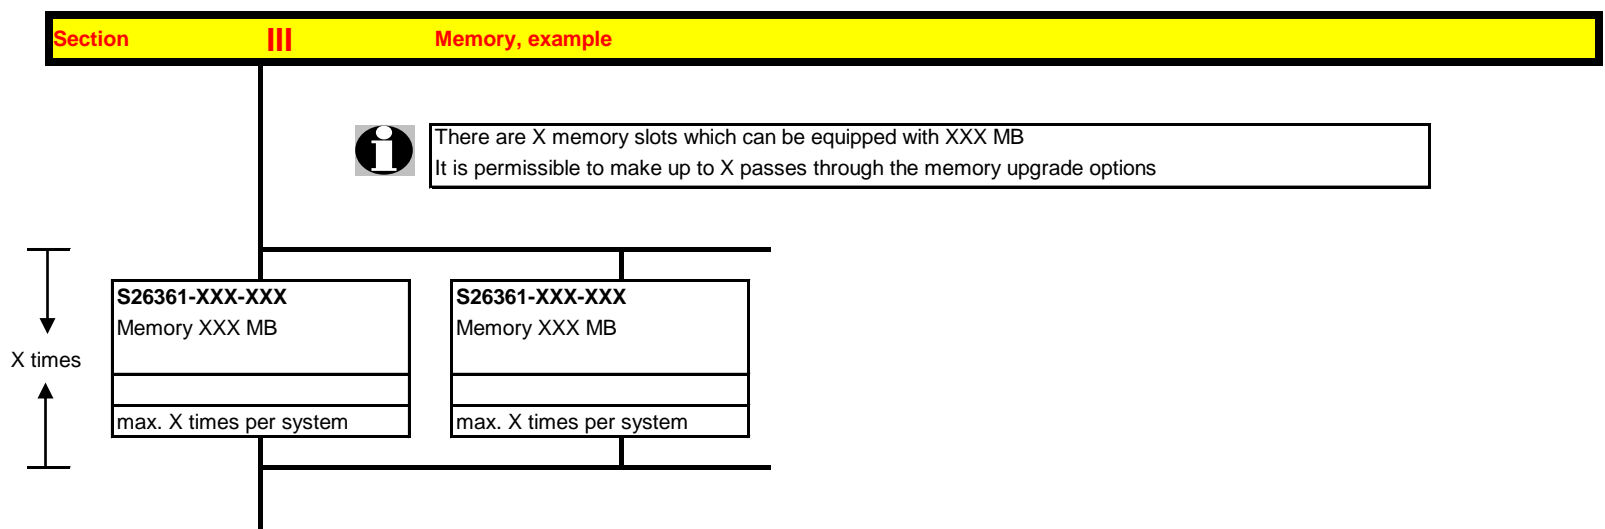 Section III Memory, example
There are X memory slots which can be equipped with XXX MB
It is permissible to make up to X passes through the memory upgrade options
S26361-XXX-XXX
Memory XXX MB
max. X times per system
S26361-XXX-XXX
Memory XXX MB
max. X times per system
X times